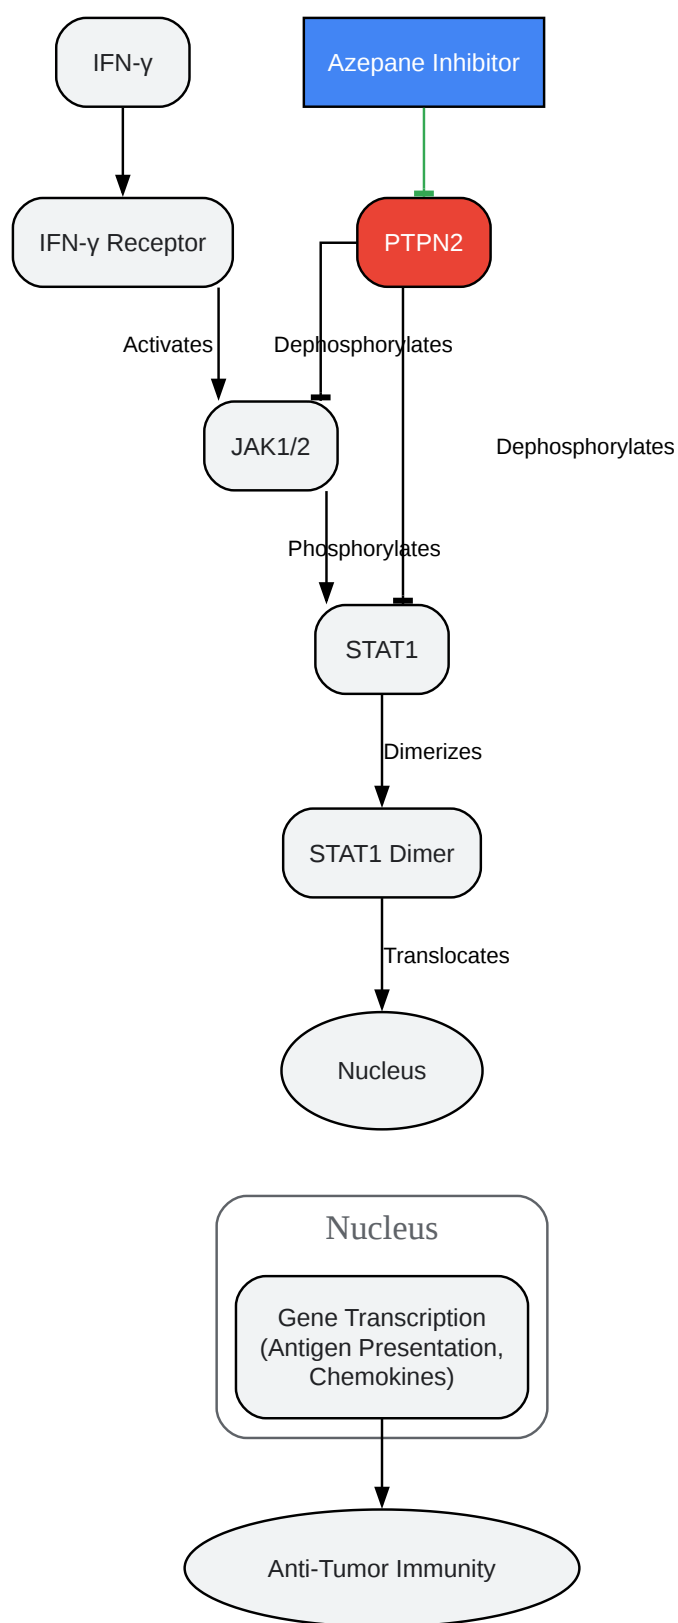 IFN-γ
Azepane Inhibitor
IFN-γ Receptor
PTPN2
Activates
Dephosphorylates
JAK1/2
Dephosphorylates
Phosphorylates
STAT1
Dimerizes
STAT1 Dimer
Translocates
Nucleus
Nucleus
Gene Transcription
(Antigen Presentation,
Chemokines)
Anti-Tumor Immunity